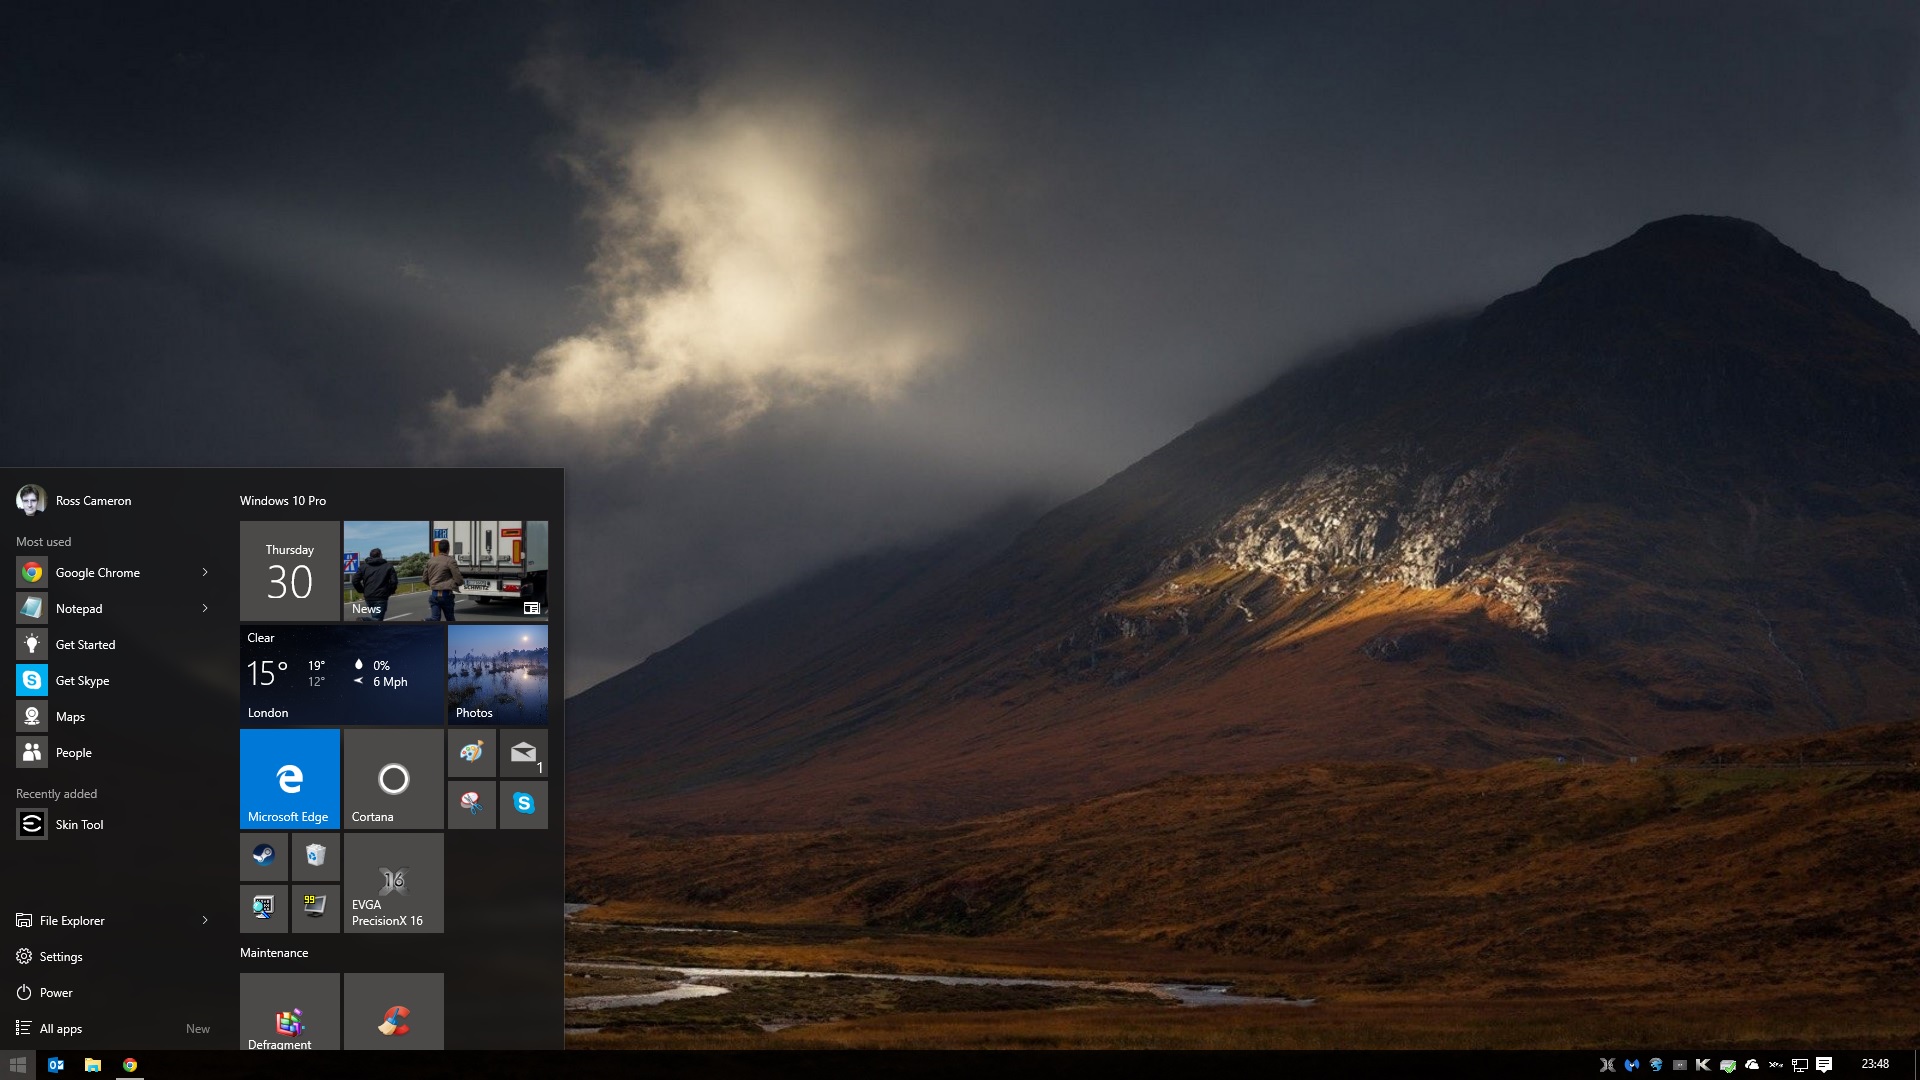 Ross Cameron
Most used
Google Chrome
Notepad
Get Started
Get Skype
Maps
People
Recently added
Skin Tool
File Explorer
Settings
Power
All apps New
Windows 10 Pro
Thursday
30
News
Clear
15° 19° 0%
12° 6 Mph
London
Photos
Microsoft Edge
Cortana
1
99
16
EVGA
PrecisionX 16
Maintenance
Defragment
23:48